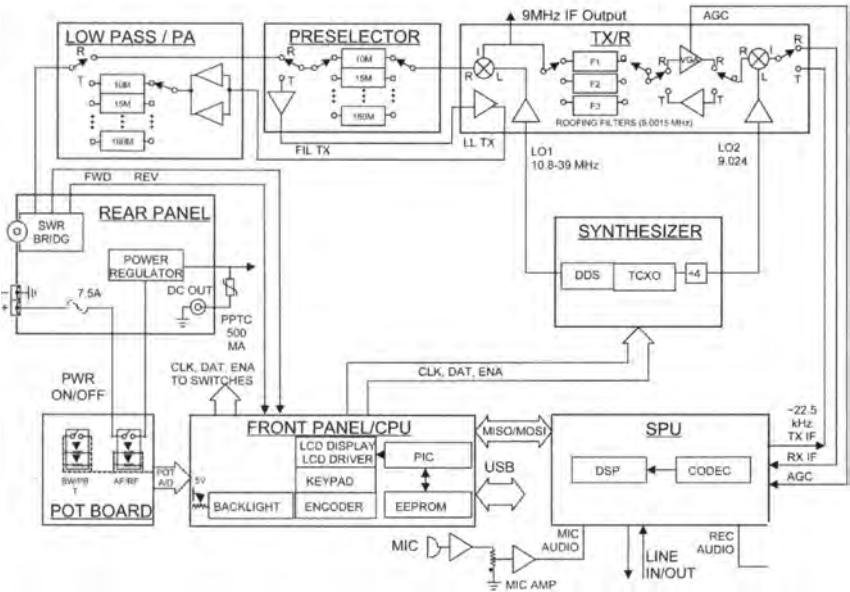 LOW PASS / PA
R
T
10M
15M
160M
PRESELECTOR
R
T
10M
15M
160M
FIL TX
9MHz IF Output
TX/R
AGC
I
R
L
F1
F2
F3
ROOFING FILTERS (9.0015 MHz)
R
T
VGA
R
T
R
I
L
R
T
LL TX
LO1
10.8-39 MHz
LO2
9.024
FWD
REV
REAR PANEL
SWR
BRIDG
POWER
REGULATOR
DC OUT
7.5A
PPTC
500
MA
SYNTHESIZER
DDS
TCXO
÷4
PWR
ON/OFF
CLK, DAT, ENA
TO SWITCHES
CLK, DAT, ENA
BW/PB
T
AF/RF
POT BOARD
POT
A/D
FRONT PANEL/CPU
LCD DISPLAY
LCD DRIVER
KEYPAD
5V
BACKLIGHT
ENCODER
PIC
EEPROM
MISO/MOSI
USB
SPU
DSP
CODEC
~22.5
kHz
TX IF
RX IF
AGC
MIC
MIC AMP
MIC
AUDIO
LINE
IN/OUT
REC
AUDIO